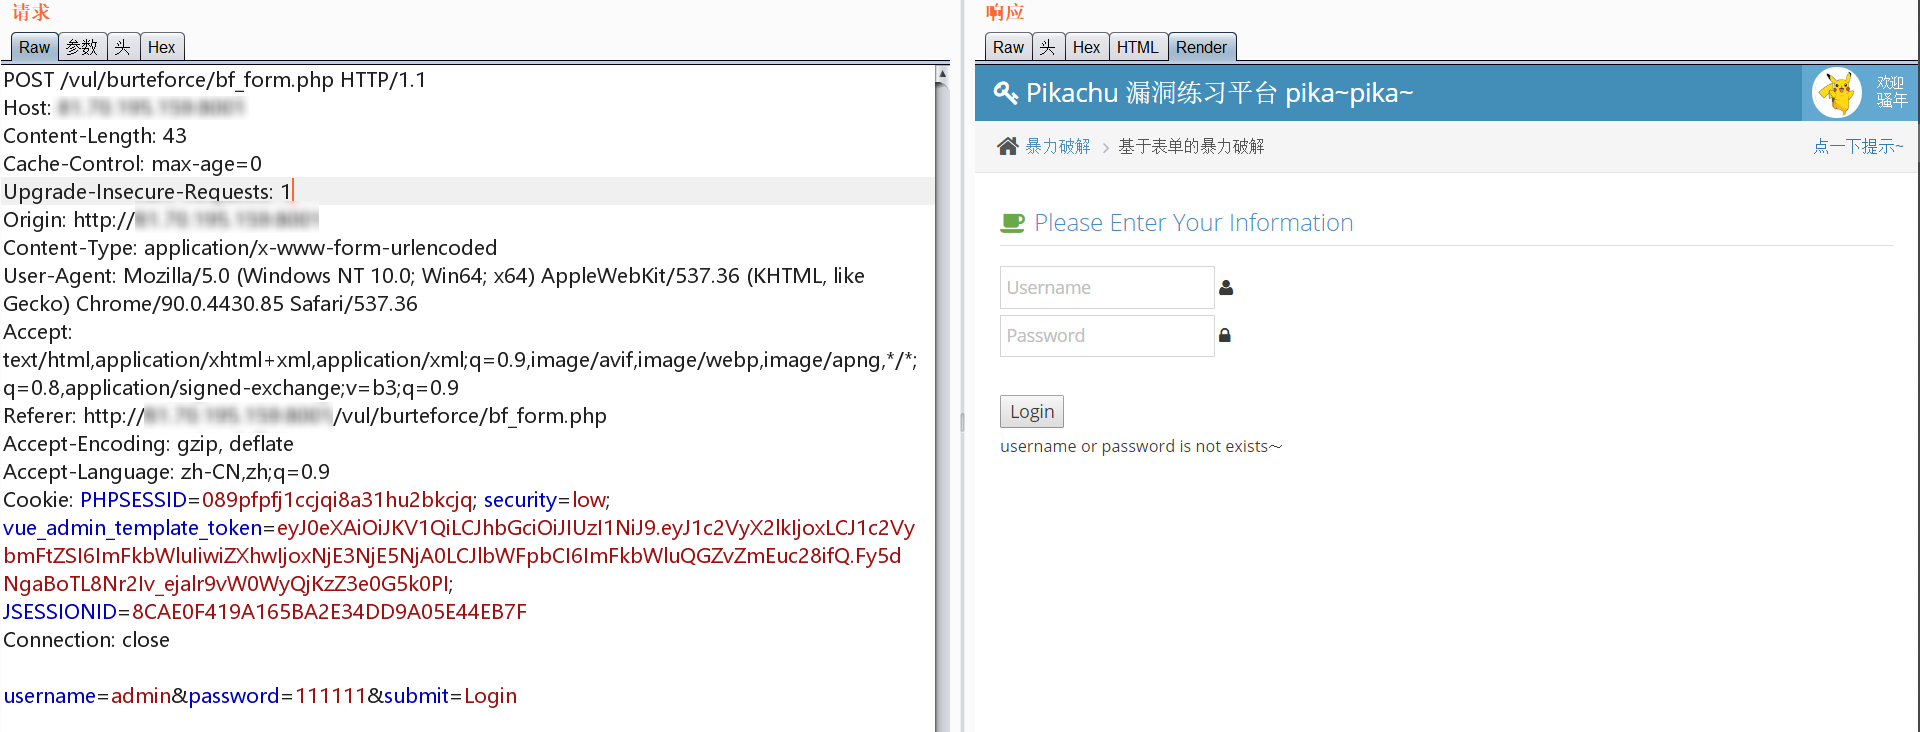 请求
Raw 参数 头 Hex
POST /vul/burteforce/bf_form.php HTTP/1.1
Host:
Content-Length: 43
Cache-Control: max-age=0
Upgrade-Insecure-Requests: 1
Origin: http://
Content-Type: application/x-www-form-urlencoded
User-Agent: Mozilla/5.0 (Windows NT 10.0; Win64; x64) AppleWebKit/537.36 (KHTML, like
Gecko) Chrome/90.0.4430.85 Safari/537.36
Accept:
text/html,application/xhtml+xml,application/xml;q=0.9,image/avif,image/webp,image/apng,*/*;
q=0.8,application/signed-exchange;v=b3;q=0.9
Referer: http:// /vul/burteforce/bf_form.php
Accept-Encoding: gzip, deflate
Accept-Language: zh-CN,zh;q=0.9
Cookie: PHPSESSID=089pfpfj1ccjqi8a31hu2bkcjq; security=low;
vue_admin_template_token=eyJ0eXAiOiJKV1QiLCJhbGciOiJIUzI1NiJ9.eyJ1c2VyX2lkIjoxLCJ1c2Vy
bmFtZSI6ImFkbWluIiwiZXhwIjoxNjE3NjE5NjA0LCJlbWFpbCI6ImFkbWluQGZvZmEuc28ifQ.Fy5d
NgaBoTL8Nr2Iv_ejalr9vW0WyQjKzZ3e0G5k0PI;
JSESSIONID=8CAE0F419A165BA2E34DD9A05E44EB7F
Connection: close
username=admin&password=111111&submit=Login
响应
Raw 头 Hex HTML Render
Pikachu 漏洞练习平台 pika~pika~
欢迎
骚年
暴力破解 > 基于表单的暴力破解
点一下提示~
Please Enter Your Information
Username
Password
Login
username or password is not exists～